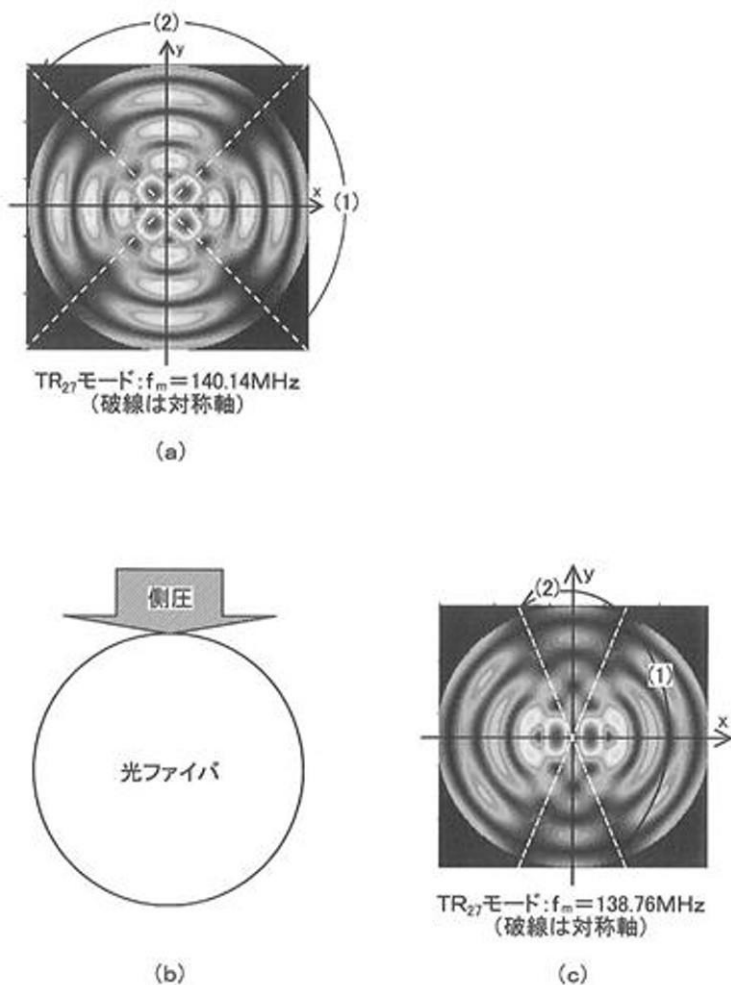 (2)
y
x
(1)
TR₂₇モード:fₘ=140.14MHz
(破線は対称軸)
(a)
側圧
光ファイバ
(b)
(2)
y
(1)
x
TR₂₇モード:fₘ=138.76MHz
(破線は対称軸)
(c)